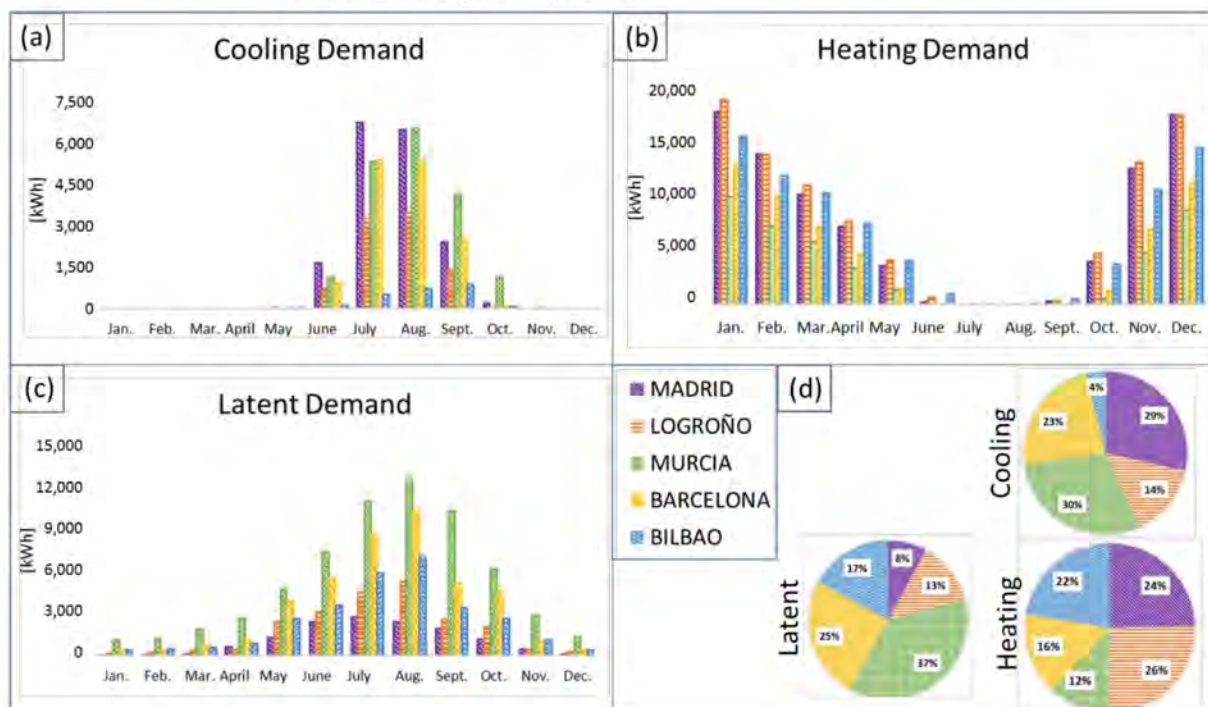 (a)
Cooling Demand
[kWh]
7,500
6,000
4,500
3,000
1,500
0
Jan. Feb. Mar. April May June July Aug. Sept. Oct. Nov. Dec.
(b)
Heating Demand
[kWh]
20,000
15,000
10,000
5,000
0
Jan. Feb. Mar. April May June July Aug. Sept. Oct. Nov. Dec.
(c)
Latent Demand
[kWh]
15,000
12,000
9,000
6,000
3,000
0
Jan. Feb. Mar. April May June July Aug. Sept. Oct. Nov. Dec.
MADRID
LOGROÑO
MURCIA
BARCELONA
BILBAO
(d)
Cooling
4%
29%
23%
14%
30%
Latent
8%
17%
13%
25%
37%
Heating
22%
24%
16%
12%
26%